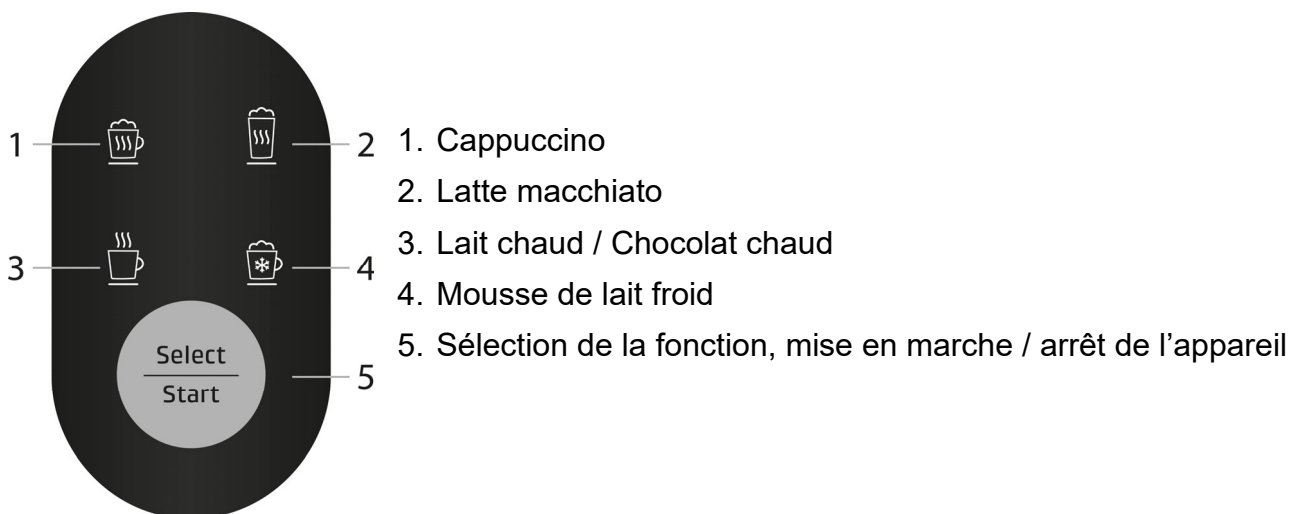 1
2
3
4
Select
Start
5
1. Cappuccino
2. Latte macchiato
3. Lait chaud / Chocolat chaud
4. Mousse de lait froid
5. Sélection de la fonction, mise en marche / arrêt de l’appareil